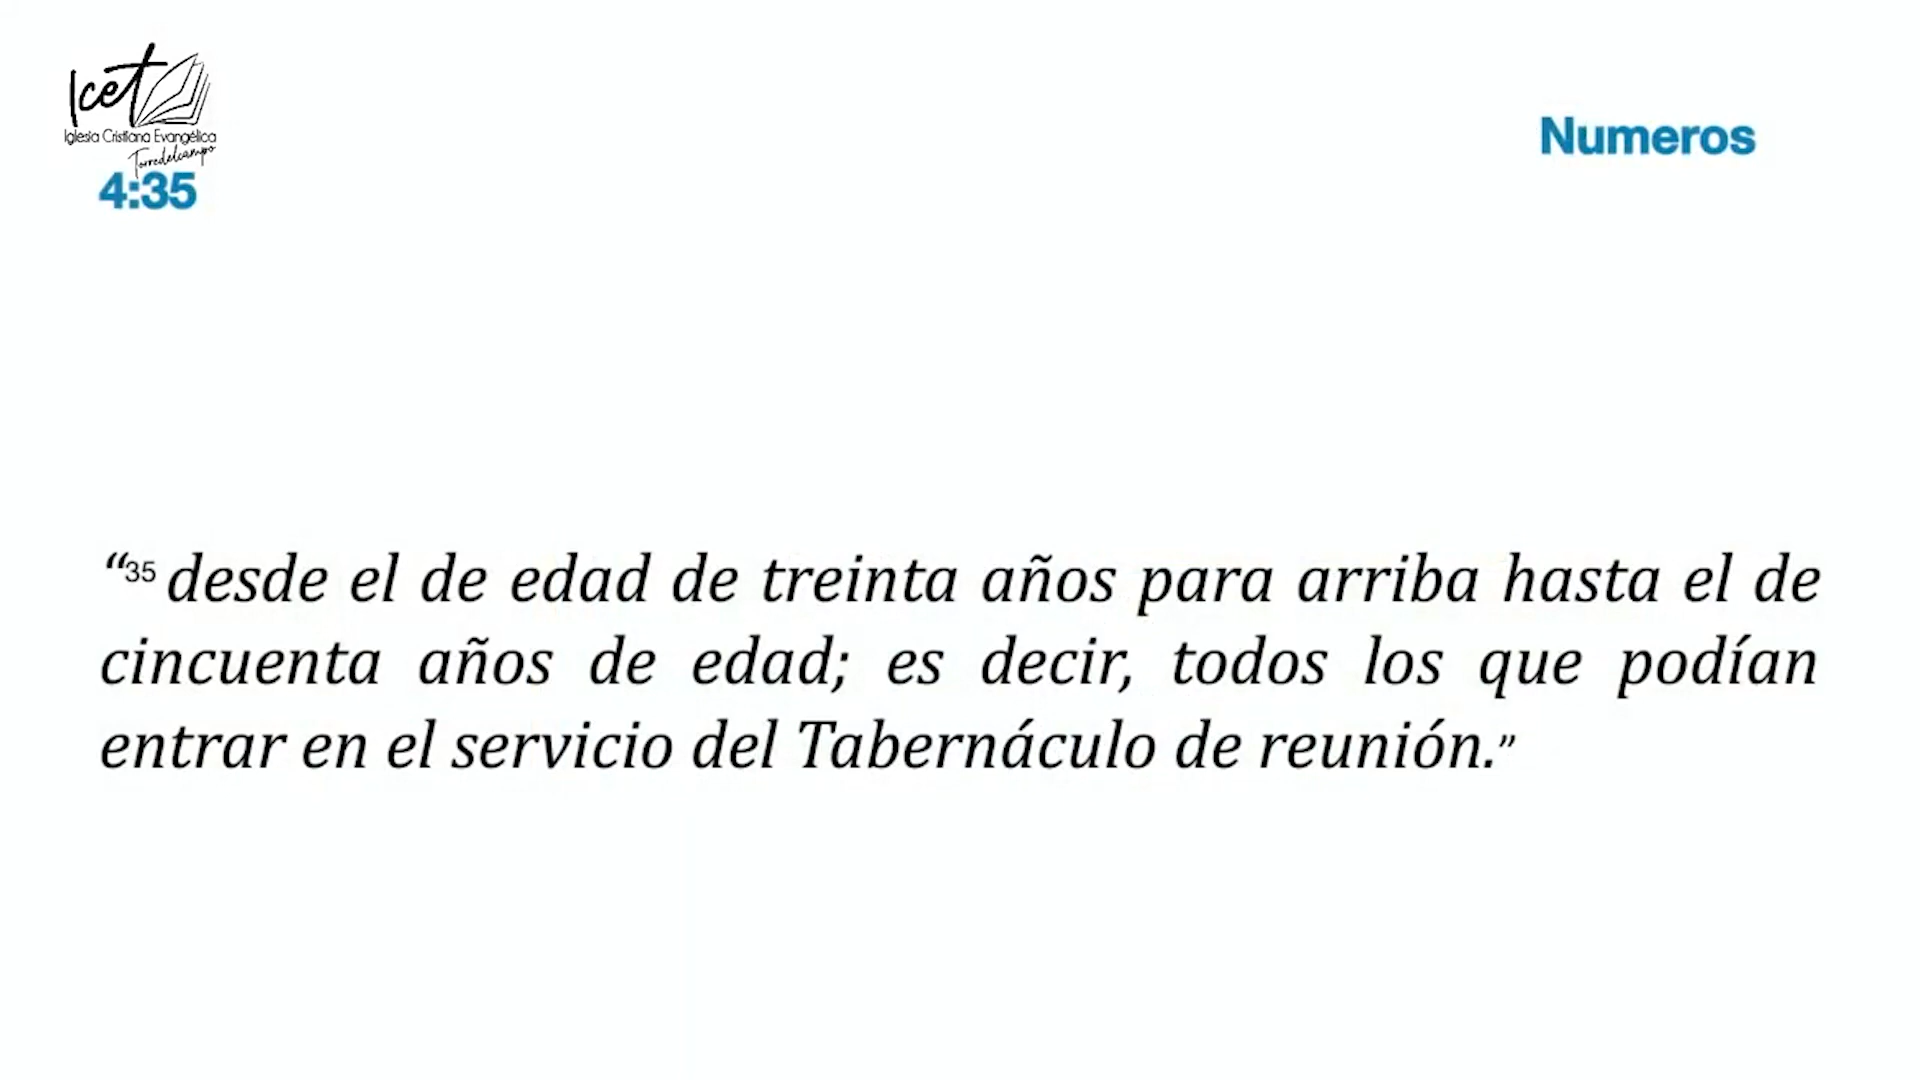 Icet
Iglesia Cristiana Evangélica
Torredelcampo
4:35
Numeros
“35 desde el de edad de treinta años para arriba hasta el de
cincuenta años de edad; es decir, todos los que podían
entrar en el servicio del Tabernáculo de reunión.”